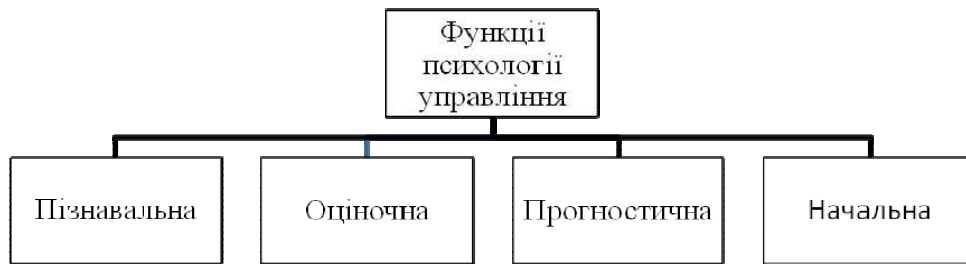 Функції
психології
управління
Пізнавальна
Оціночна
Прогностична
Начальна